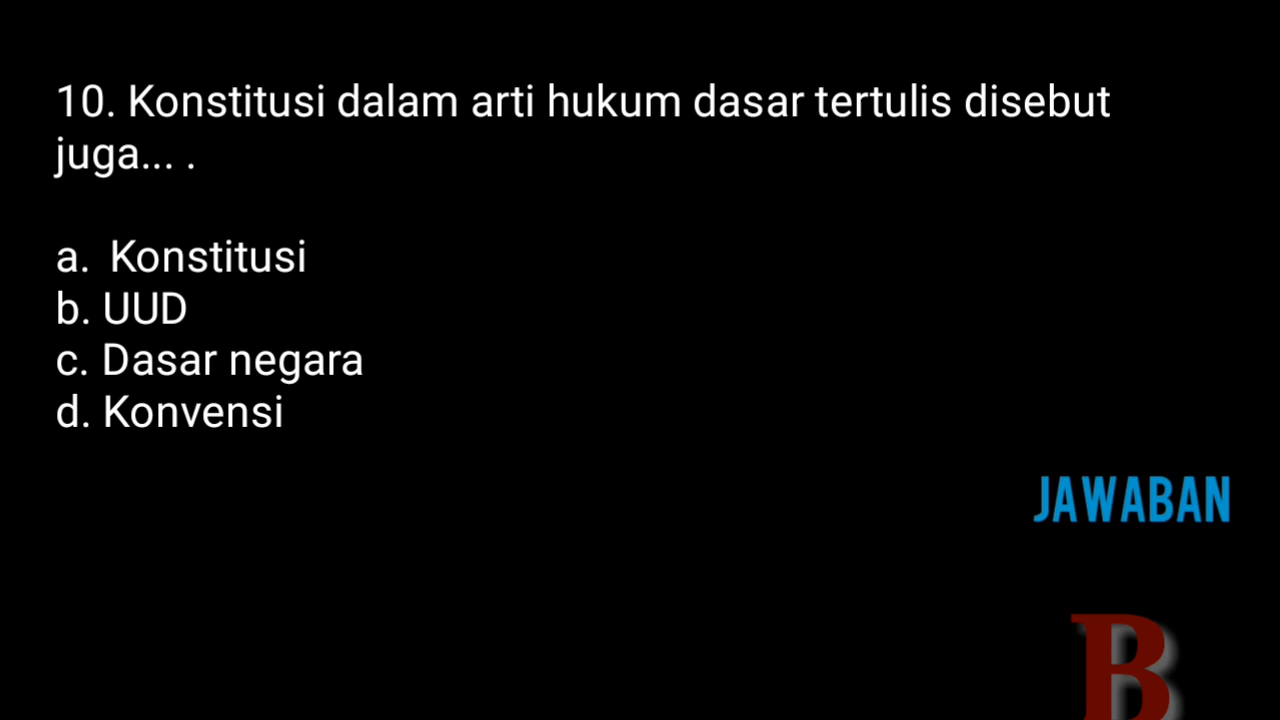 10. Konstitusi dalam arti hukum dasar tertulis disebut
juga... .
a. Konstitusi
b. UUD
c. Dasar negara
d. Konvensi
JAWABAN
B